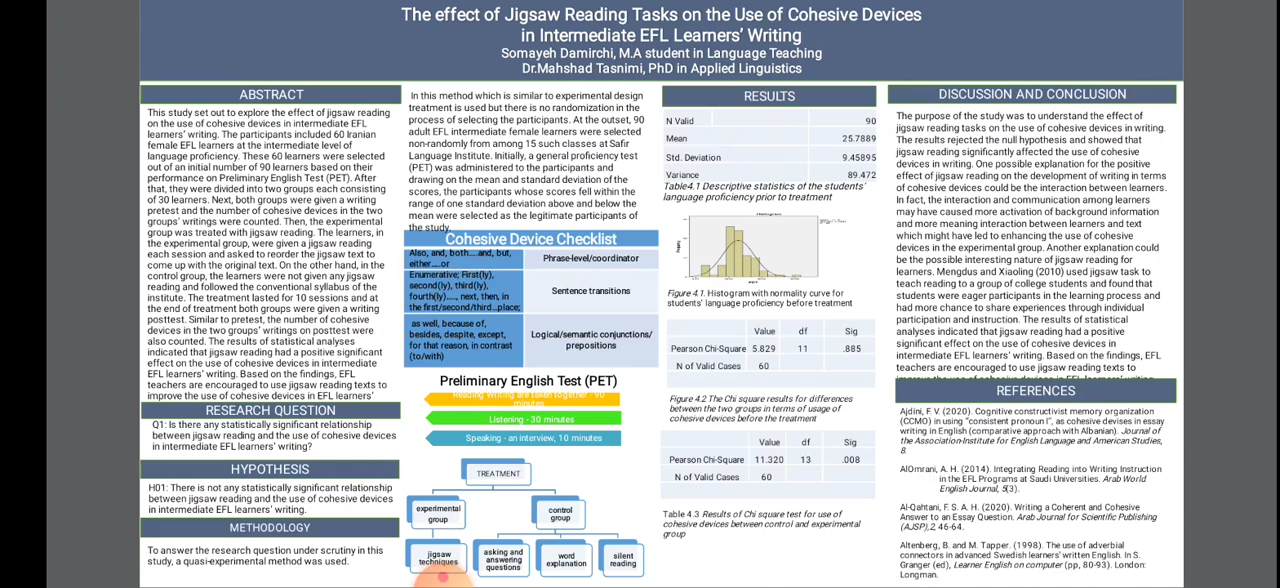 The effect of Jigsaw Reading Tasks on the Use of Cohesive Devices
in Intermediate EFL Learners' Writing
Somayeh Damirchi, M.A student in Language Teaching
Dr.Mahshad Tasnimi, PhD in Applied Linguistics
ABSTRACT
This study set out to explore the effect of jigsaw reading
on the use of cohesive devices in intermediate EFL
learners' writing. The participants included 60 Iranian
female EFL learners at the intermediate level of
language proficiency. These 60 learners were selected
out of an initial number of 90 learners based on their
performance on Preliminary English Test (PET). After
that, they were divided into two groups each consisting
of 30 learners. Next, both groups were given a writing
pretest and the number of cohesive devices in the two
groups' writings were counted. Then, the experimental
group was treated with jigsaw reading. The learners, in
the experimental group, were given a jigsaw reading
each session and asked to reorder the jigsaw text to
come up with the original text. On the other hand, in the
control group, the learners were not given any jigsaw
reading and followed the conventional syllabus of the
institute. The treatment lasted for 10 sessions and at
the end of treatment both groups were given a writing
posttest. Similar to pretest, the number of cohesive
devices in the two groups' writings on posttest were
also counted. The results of statistical analyses
indicated that jigsaw reading had a positive significant
effect on the use of cohesive devices in intermediate
EFL learners' writing. Based on the findings, EFL
teachers are encouraged to use jigsaw reading texts to
improve the use of cohesive devices in EFL learners'
RESEARCH QUESTION
Q1: Is there any statistically significant relationship
between jigsaw reading and the use of cohesive devices
in intermediate EFL learners' writing?
HYPOTHESIS
H01: There is not any statistically significant relationship
between jigsaw reading and the use of cohesive devices
in intermediate EFL learners' writing.
METHODOLOGY
To answer the research question under scrutiny in this
study, a quasi-experimental method was used.
In this method which is similar to experimental design
treatment is used but there is no randomization in the
process of selecting the participants. At the outset, 90
adult EFL intermediate female learners were selected
non-randomly from among 15 such classes at Safir
Language Institute. Initially, a general proficiency test
(PET) was administered to the participants and
drawing on the mean and standard deviation of the
scores, the participants whose scores fell within the
range of one standard deviation above and below the
mean were selected as the legitimate participants of
the study.
Cohesive Device Checklist
Also, and, both.....and, but,
either.....or
Phrase-level/coordinator
Enumerative; First(ly),
second(ly), third(ly),
fourth(ly)....., next, then, in
the first/second/third...place;
Sentence transitions
as well, because of,
besides, despite, except,
for that reason, in contrast
(to/with)
Logical/semantic conjunctions/
prepositions
Preliminary English Test (PET)
Reading Writing are taken together - 90
minutes
Listening - 30 minutes
Speaking - an interview, 10 minutes
TREATMENT
experimental
group
control
group
jigsaw
techniques
asking and
answering
questions
word
explanation
silent
reading
RESULTS
N Valid 90
Mean 25.7889
Std. Deviation 9.45895
Variance 89.472
Table4.1 Descriptive statistics of the students'
language proficiency prior to treatment
Histogram
Figure 4.1. Histogram with normality curve for
students' language proficiency before treatment
Value df Sig
Pearson Chi-Square 5.829 11 .885
N of Valid Cases 60
Figure 4.2 The Chi square results for differences
between the two groups in terms of usage of
cohesive devices before the treatment
Value df Sig
Pearson Chi-Square 11.320 13 .008
N of Valid Cases 60
Table 4.3 Results of Chi square test for use of
cohesive devices between control and experimental
group
DISCUSSION AND CONCLUSION
The purpose of the study was to understand the effect of
jigsaw reading tasks on the use of cohesive devices in writing.
The results rejected the null hypothesis and showed that
jigsaw reading significantly affected the use of cohesive
devices in writing. One possible explanation for the positive
effect of jigsaw reading on the development of writing in terms
of cohesive devices could be the interaction between learners.
In fact, the interaction and communication among learners
may have caused more activation of background information
and more meaning interaction between learners and text
which might have led to enhancing the use of cohesive
devices in the experimental group. Another explanation could
be the possible interesting nature of jigsaw reading for
learners. Mengdus and Xiaoling (2010) used jigsaw task to
teach reading to a group of college students and found that
students were eager participants in the learning process and
had more chance to share experiences through individual
participation and instruction. The results of statistical
analyses indicated that jigsaw reading had a positive
significant effect on the use of cohesive devices in
intermediate EFL learners' writing. Based on the findings, EFL
teachers are encouraged to use jigsaw reading texts to
REFERENCES
Ajdini, F. V. (2020). Cognitive constructivist memory organization
(CCMO) in using "consistent pronoun I", as cohesive devices in essay
writing in English (comparative approach with Albanian). Journal of
the Association-Institute for English Language and American Studies,
8.
AlOmrani, A. H. (2014). Integrating Reading into Writing Instruction
in the EFL Programs at Saudi Universities. Arab World
English Journal, 5(3).
Al-Qahtani, F. S. A. H. (2020). Writing a Coherent and Cohesive
Answer to an Essay Question. Arab Journal for Scientific Publishing
(AJSP),2, 46-64.
Altenberg, B. and M. Tapper. (1998). The use of adverbial
connectors in advanced Swedish learners' written English. In S.
Granger (ed), Learner English on computer (pp, 80-93). London:
Longman.